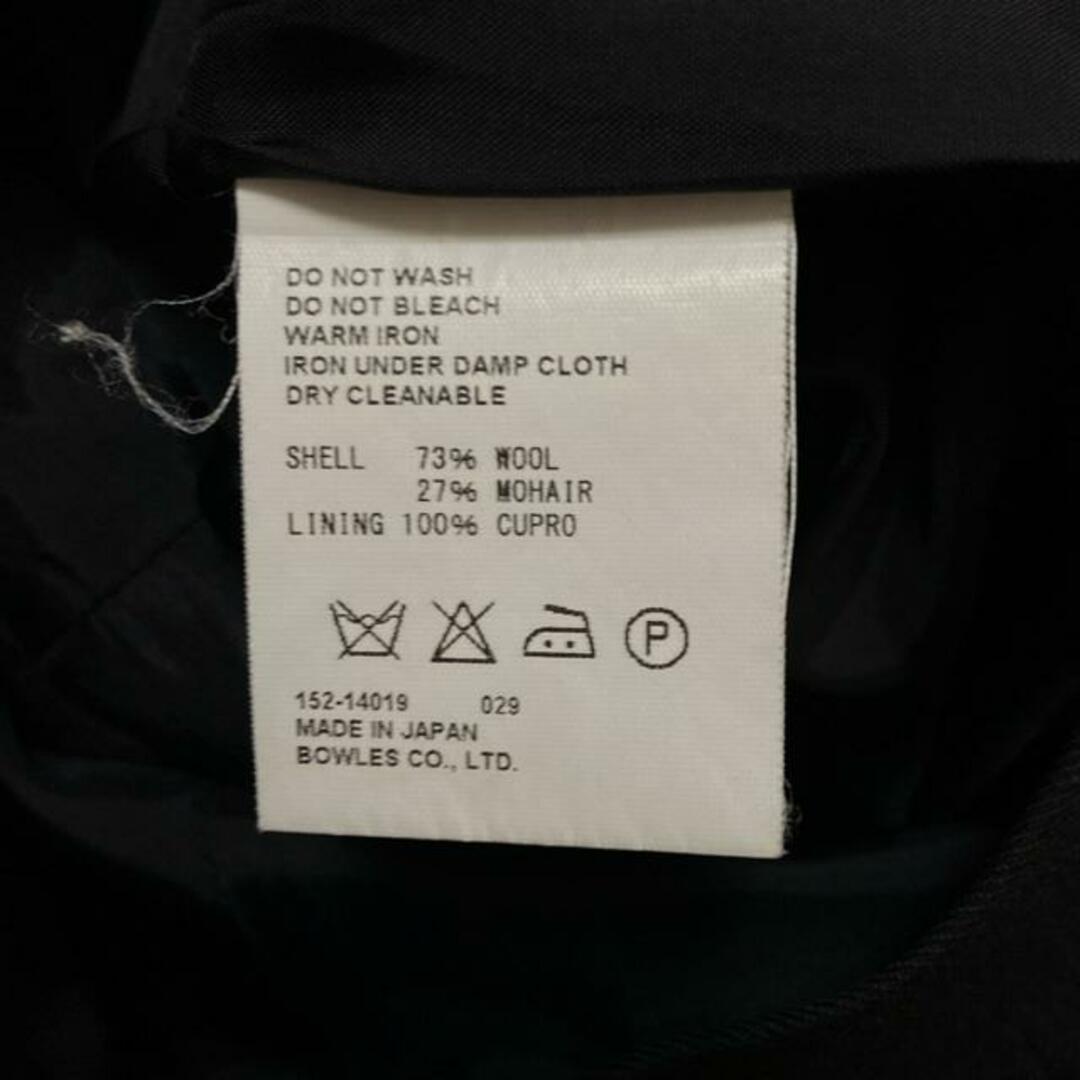 DO NOT WASH
DO NOT BLEACH
WARM IRON
IRON UNDER DAMP CLOTH
DRY CLEANABLE
SHELL 73% WOOL
27% MOHAIR
LINING 100% CUPRO
P
152-14019 029
MADE IN JAPAN
BOWLES CO., LTD.